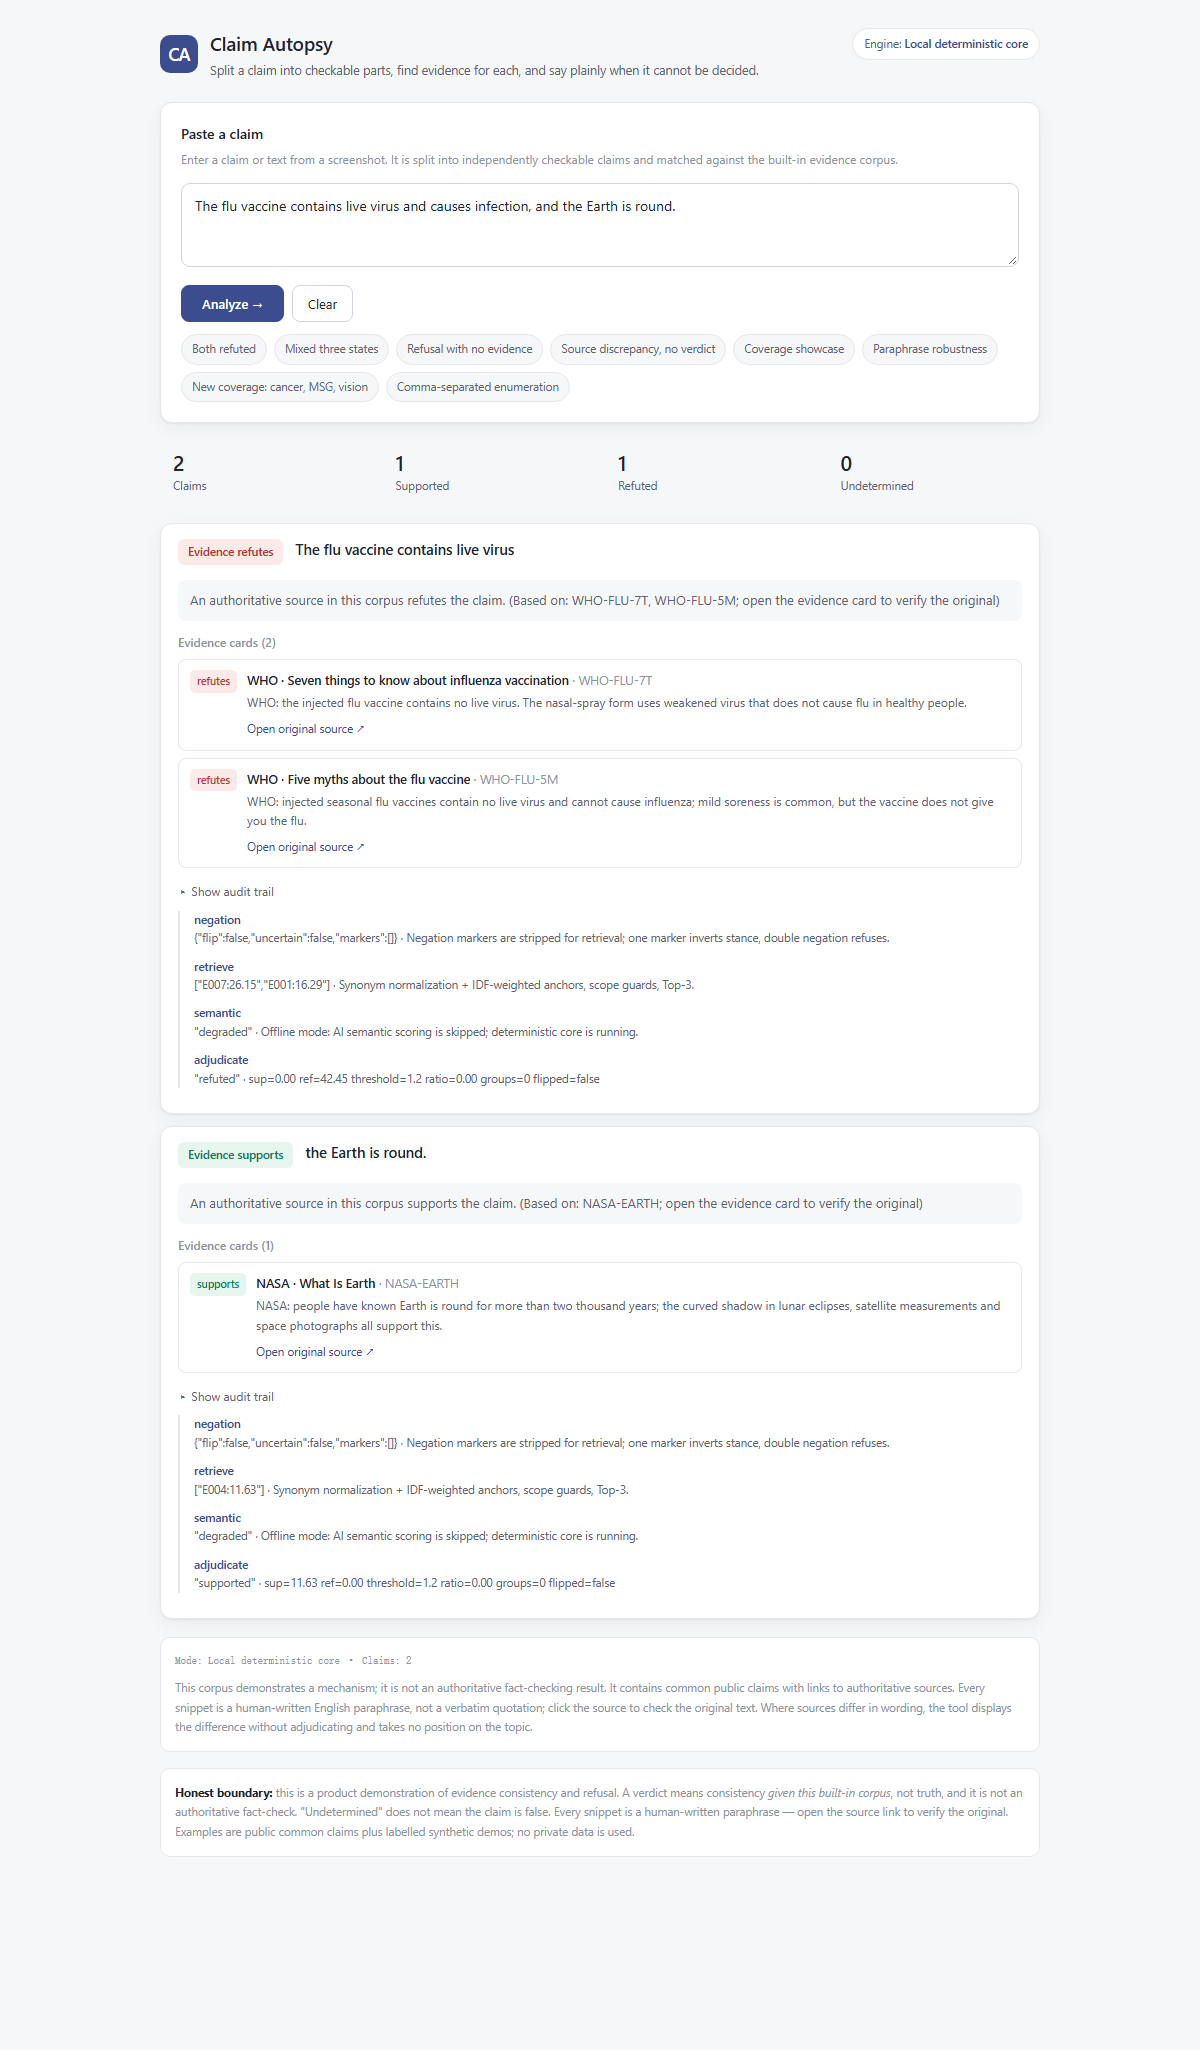 CA
Claim Autopsy
Split a claim into checkable parts, find evidence for each, and say plainly when it cannot be decided.
Engine: Local deterministic core
Paste a claim
Enter a claim or text from a screenshot. It is split into independently checkable claims and matched against the built-in evidence corpus.
The flu vaccine contains live virus and causes infection, and the Earth is round.
Analyze →
Clear
Both refuted
Mixed three states
Refusal with no evidence
Source discrepancy, no verdict
Coverage showcase
Paraphrase robustness
New coverage: cancer, MSG, vision
Comma-separated enumeration
2
Claims
1
Supported
1
Refuted
0
Undetermined
Evidence refutes
The flu vaccine contains live virus
An authoritative source in this corpus refutes the claim. (Based on: WHO-FLU-7T, WHO-FLU-5M; open the evidence card to verify the original)
Evidence cards (2)
refutes
WHO · Seven things to know about influenza vaccination · WHO-FLU-7T
WHO: the injected flu vaccine contains no live virus. The nasal-spray form uses weakened virus that does not cause flu in healthy people.
Open original source ↗
refutes
WHO · Five myths about the flu vaccine · WHO-FLU-5M
WHO: injected seasonal flu vaccines contain no live virus and cannot cause influenza; mild soreness is common, but the vaccine does not give
you the flu.
Open original source ↗
▸ Show audit trail
negation
{"flip":false,"uncertain":false,"markers":[]} · Negation markers are stripped for retrieval; one marker inverts stance, double negation refuses.
retrieve
["E007:26.15","E001:16.29"] · Synonym normalization + IDF-weighted anchors, scope guards, Top-3.
semantic
"degraded" · Offline mode: AI semantic scoring is skipped; deterministic core is running.
adjudicate
"refuted" · sup=0.00 ref=42.45 threshold=1.2 ratio=0.00 groups=0 flipped=false
Evidence supports
the Earth is round.
An authoritative source in this corpus supports the claim. (Based on: NASA-EARTH; open the evidence card to verify the original)
Evidence cards (1)
supports
NASA · What Is Earth · NASA-EARTH
NASA: people have known Earth is round for more than two thousand years; the curved shadow in lunar eclipses, satellite measurements and
space photographs all support this.
Open original source ↗
▸ Show audit trail
negation
{"flip":false,"uncertain":false,"markers":[]} · Negation markers are stripped for retrieval; one marker inverts stance, double negation refuses.
retrieve
["E004:11.63"] · Synonym normalization + IDF-weighted anchors, scope guards, Top-3.
semantic
"degraded" · Offline mode: AI semantic scoring is skipped; deterministic core is running.
adjudicate
"supported" · sup=11.63 ref=0.00 threshold=1.2 ratio=0.00 groups=0 flipped=false
Mode: Local deterministic core · Claims: 2
This corpus demonstrates a mechanism; it is not an authoritative fact-checking result. It contains common public claims with links to authoritative sources. Every
snippet is a human-written English paraphrase, not a verbatim quotation; click the source to check the original text. Where sources differ in wording, the tool displays
the difference without adjudicating and takes no position on the topic.
Honest boundary: this is a product demonstration of evidence consistency and refusal. A verdict means consistency given this built-in corpus, not truth, and it is not an
authoritative fact-check. "Undetermined" does not mean the claim is false. Every snippet is a human-written paraphrase — open the source link to verify the original.
Examples are public common claims plus labelled synthetic demos; no private data is used.